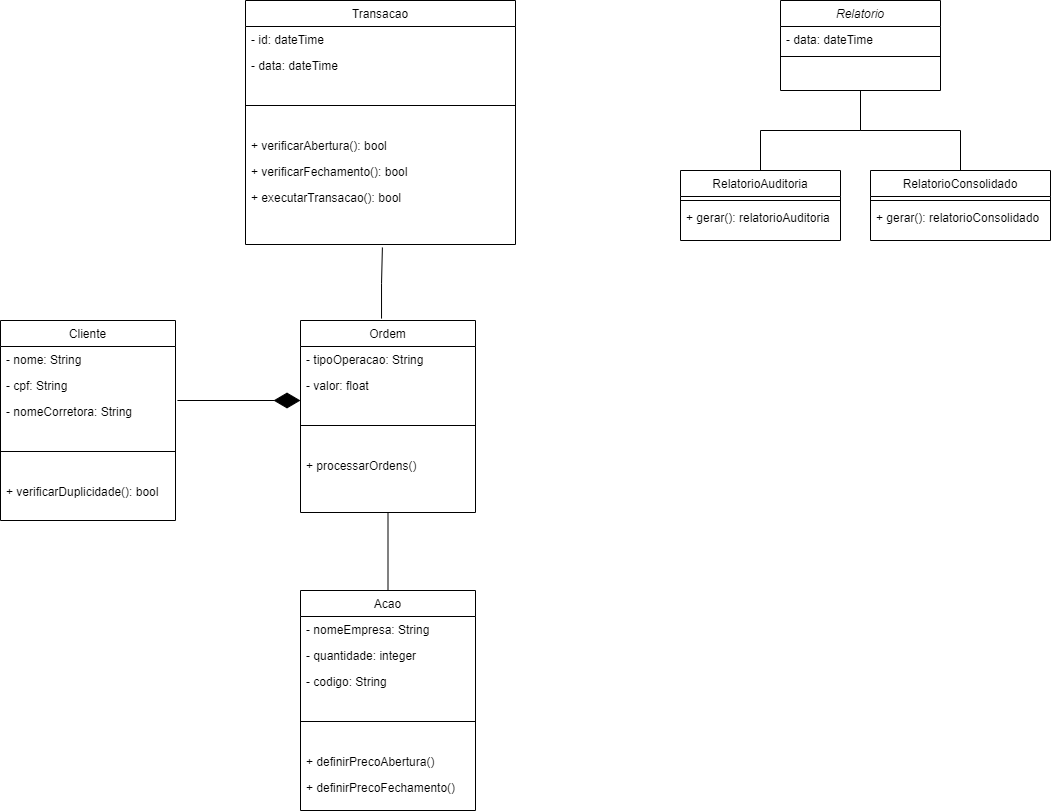 Transacao
- id: dateTime
- data: dateTime
+ verificarAbertura(): bool
+ verificarFechamento(): bool
+ executarTransacao(): bool
Relatorio
- data: dateTime
RelatorioAuditoria
+ gerar(): relatorioAuditoria
RelatorioConsolidado
+ gerar(): relatorioConsolidado
Cliente
- nome: String
- cpf: String
- nomeCorretora: String
+ verificarDuplicidade(): bool
Ordem
- tipoOperacao: String
- valor: float
+ processarOrdens()
Acao
- nomeEmpresa: String
- quantidade: integer
- codigo: String
+ definirPrecoAbertura()
+ definirPrecoFechamento()